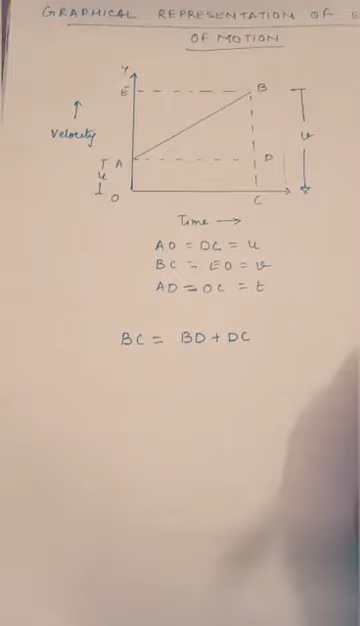 GRAPHICAL REPRESENTATION OF
OF MOTION
Y
E
B
Velocity
v
T
A
D
u
O
C
X
Time →
AO = DC = u
BC = EO = v
AD = OC = t
BC = BD + DC